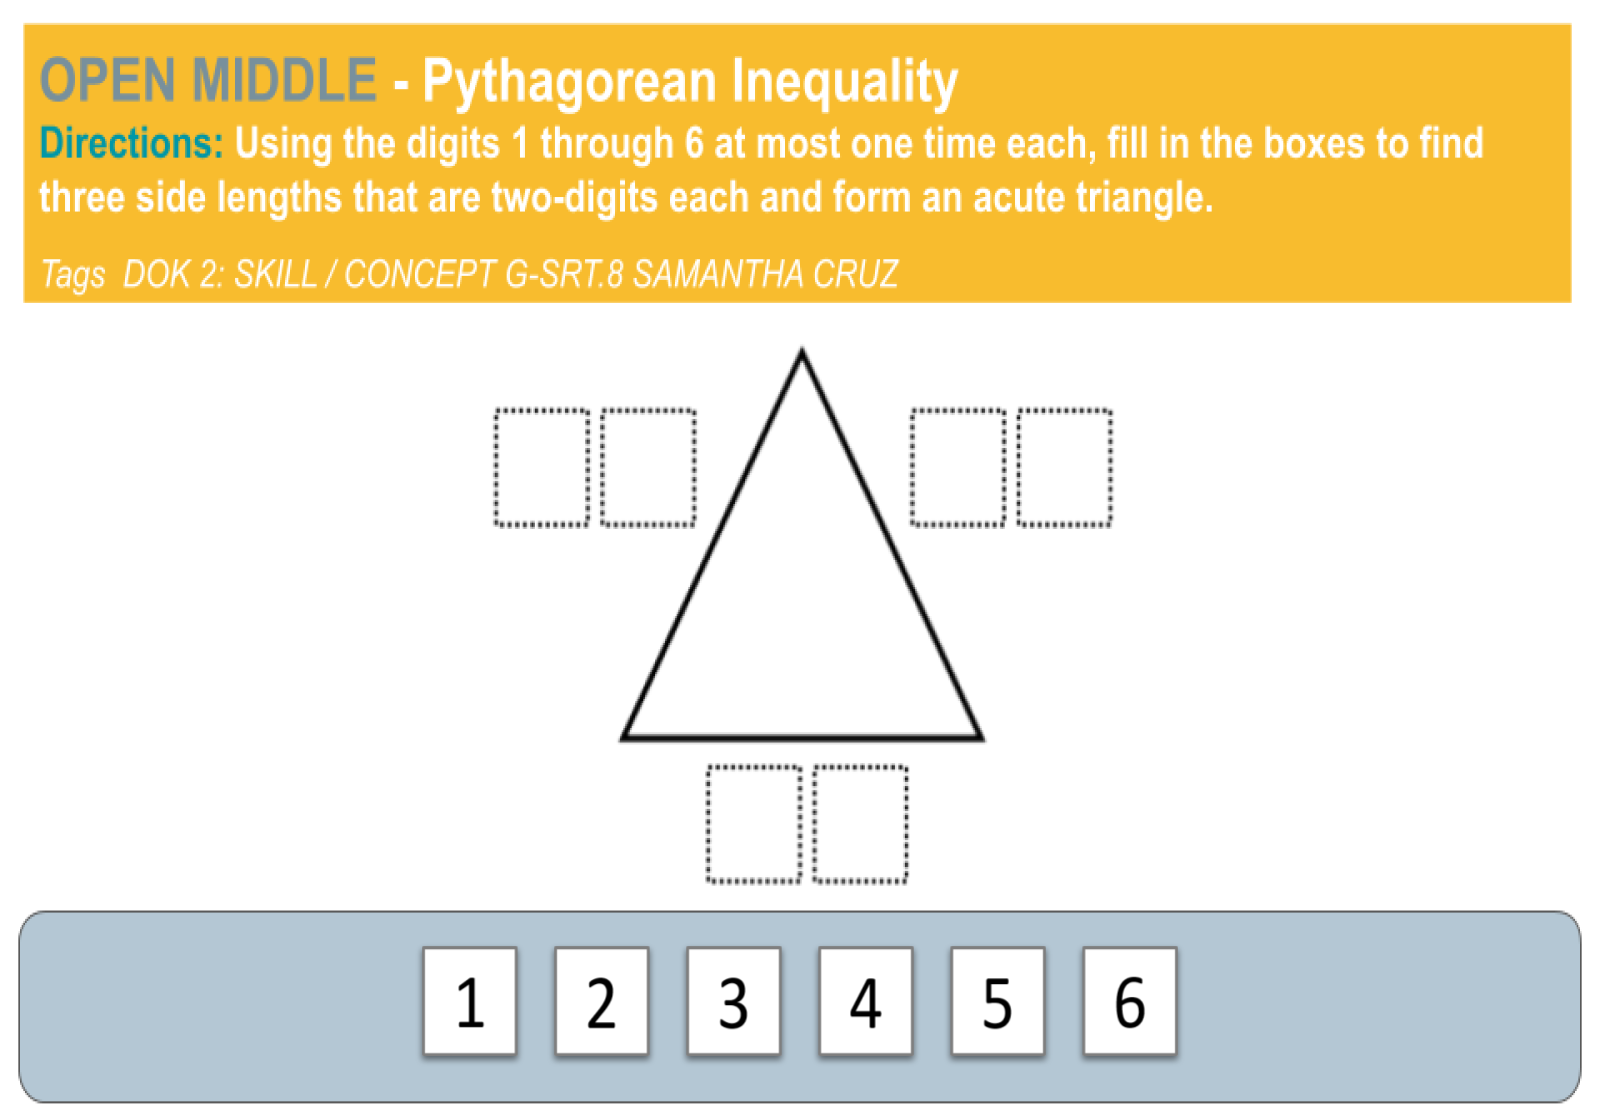 OPEN MIDDLE - Pythagorean Inequality
Directions: Using the digits 1 through 6 at most one time each, fill in the boxes to find
three side lengths that are two-digits each and form an acute triangle.
Tags DOK 2: SKILL / CONCEPT G-SRT.8 SAMANTHA CRUZ
1 2 3 4 5 6